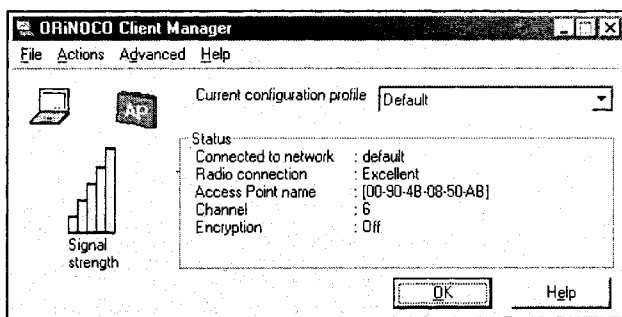 ORiNOCO Client Manager
File Actions Advanced Help
AP
Current configuration profile Default
Status
Connected to network : default
Radio connection : Excellent
Access Point name : [00-90-4B-08-50-AB]
Channel : 6
Encryption : Off
Signal
strength
OK Help